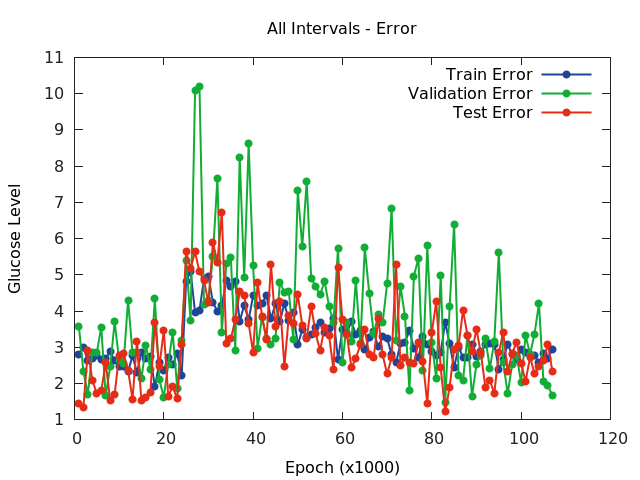 All Intervals - Error
Train Error
Validation Error
Test Error
Glucose Level
11
10
9
8
7
6
5
4
3
2
1
0 20 40 60 80 100 120
Epoch (x1000)